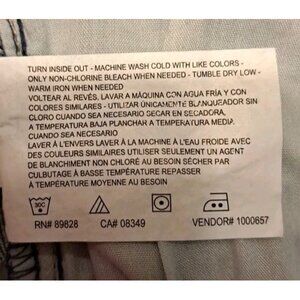 TURN INSIDE OUT - MACHINE WASH COLD WITH LIKE COLORS -
ONLY NON-CHLORINE BLEACH WHEN NEEDED - TUMBLE DRY LOW -
WARM IRON WHEN NEEDED
VOLTEAR AL REVÉS, LAVAR A MÁQUINA CON AGUA FRÍA Y CON
COLORES SIMILARES - UTILIZAR ÚNICAMENTE BLANQUEADOR SIN
CLORO CUANDO SEA NECESARIO SECAR EN SECADORA,
A TEMPERATURA BAJA PLANCHAR A TEMPERATURA MEDIA,
CUANDO SEA NECESARIO
LAVER À L'ENVERS LAVER À LA MACHINE À L'EAU FROIDE AVEC
DES COULEURS SIMILAIRES UTILISER SEULEMENT UN AGENT
DE BLANCHIMENT NON CHLORÉ AU BESOIN SÉCHER PAR
CULBUTAGE À BASSE TEMPÉRATURE REPASSER
À TEMPÉRATURE MOYENNE AU BESOIN
30C
RN# 89828 CA# 08349 VENDOR# 1000657